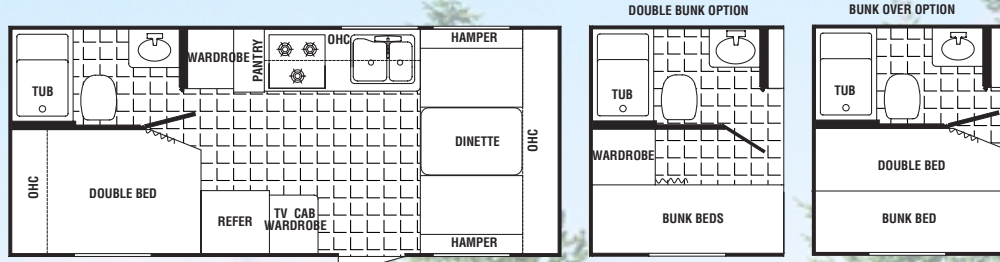 DOUBLE BUNK OPTION
BUNK OVER OPTION
TUB
WARDROBE
PANTRY
OHC
HAMPER
DINETTE
OHC
OHC
DOUBLE BED
REFER
TV CAB
WARDROBE
HAMPER
TUB
WARDROBE
BUNK BEDS
TUB
DOUBLE BED
BUNK BED